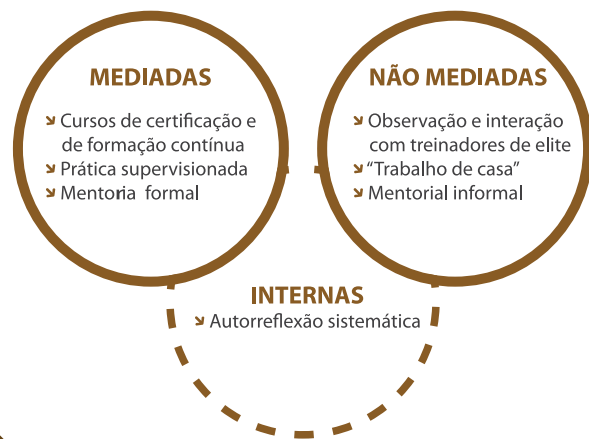 MEDIADAS
Cursos de certificação e
de formação contínua
Prática supervisionada
Mentoria formal
NÃO MEDIADAS
Observação e interação
com treinadores de elite
“Trabalho de casa”
Mentorial informal
INTERNAS
Autorreflexão sistemática